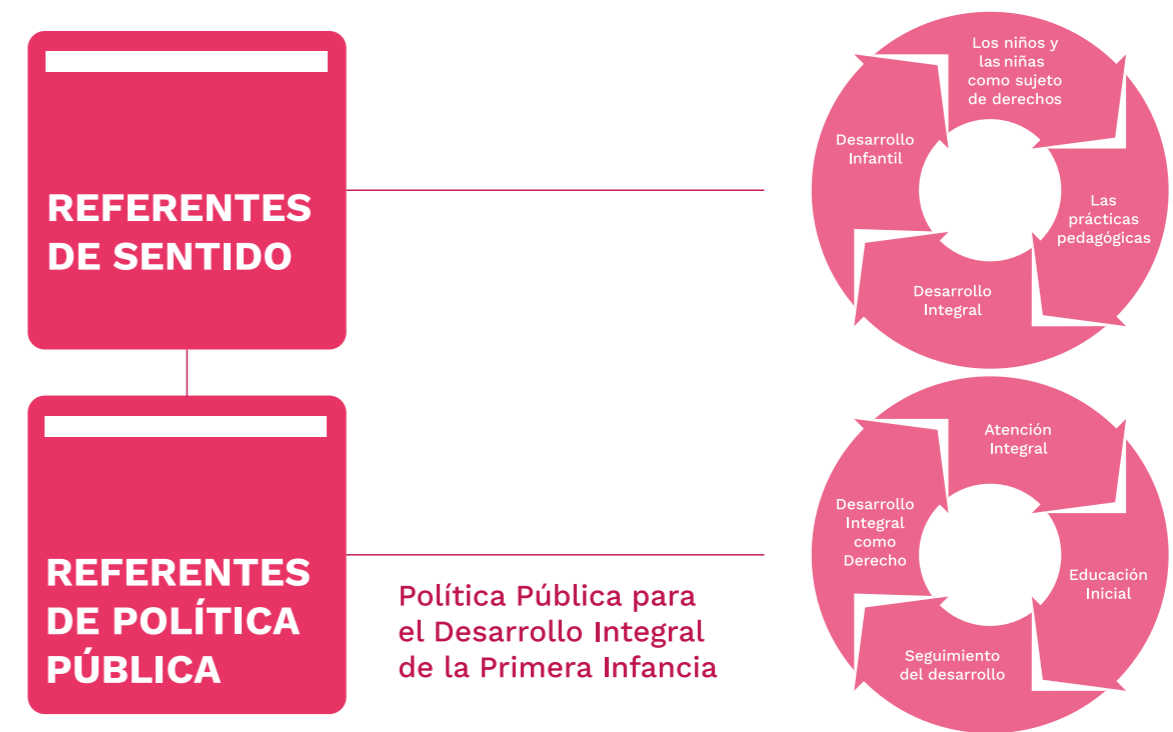 REFERENTES
DE SENTIDO
Los niños y
las niñas
como sujeto
de derechos
Desarrollo
Infantil
Las
prácticas
pedagógicas
Desarrollo
Integral
REFERENTES
DE POLÍTICA
PÚBLICA
Política Pública para
el Desarrollo Integral
de la Primera Infancia
Atención
Integral
Desarrollo
Integral
como
Derecho
Educación
Inicial
Seguimiento
del desarrollo